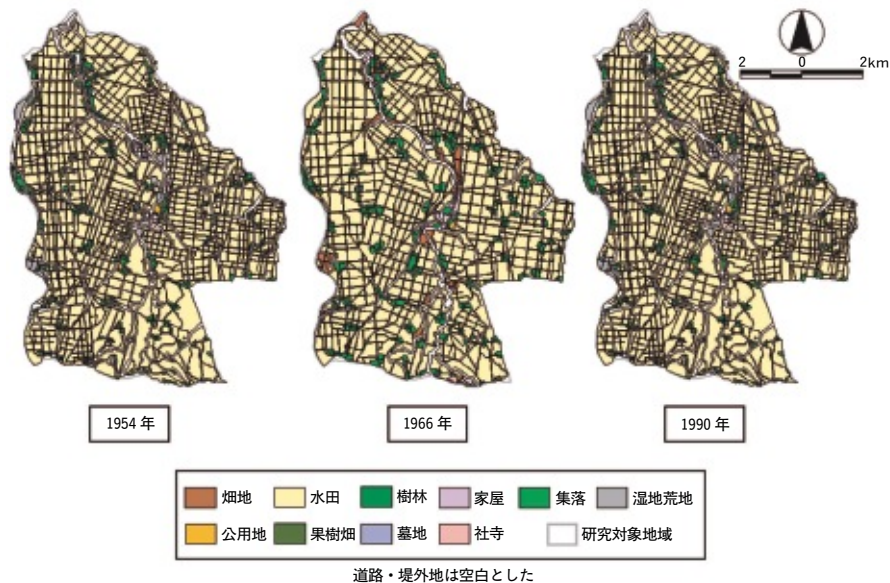 2 0 2km
1954 年 1966 年 1990 年
畑地 水田 樹林 家屋 集落 湿地荒地
公用地 果樹畑 墓地 社寺 研究対象地域
道路・堤外地は空白とした